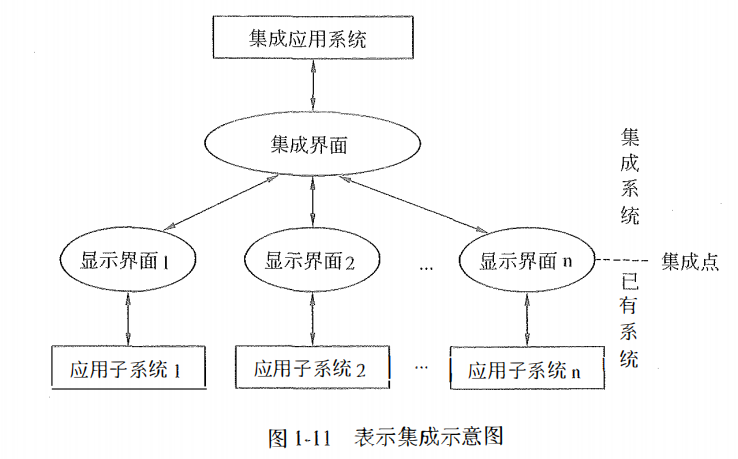 集成应用系统
集成界面
集成系统
显示界面1
显示界面2
...
显示界面n
集成点
已有系统
应用子系统1
应用子系统2
...
应用子系统n
图1-11 表示集成示意图